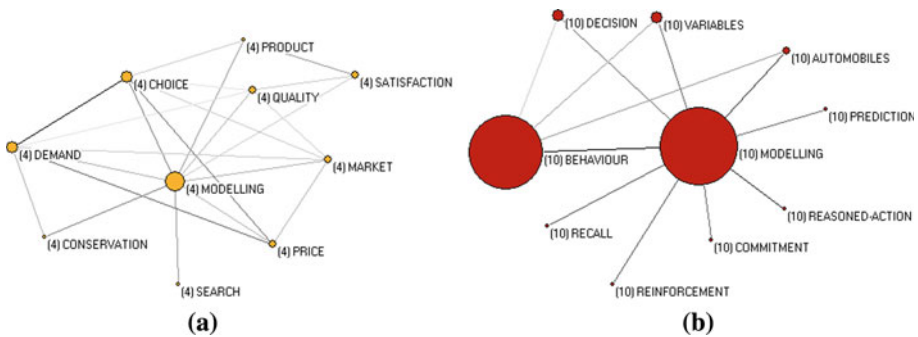 (4) PRODUCT
(4) CHOICE
(4) SATISFACTION
(4) QUALITY
(4) DEMAND
(4) MARKET
(4) MODELLING
(4) CONSERVATION
(4) PRICE
(4) SEARCH
(a)
(10) DECISION
(10) VARIABLES
(10) AUTOMOBILES
(10) PREDICTION
(10) BEHAVIOUR
(10) MODELLING
(10) REASONED-ACTION
(10) RECALL
(10) COMMITMENT
(10) REINFORCEMENT
(b)